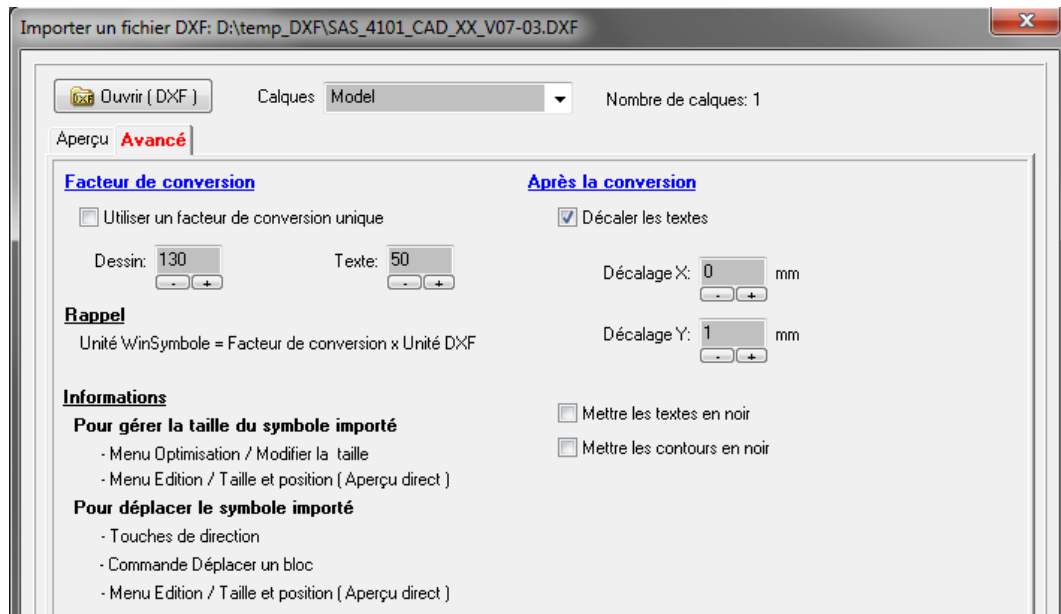 Importer un fichier DXF: D:\temp_DXF\SAS_4101_CAD_XX_V07-03.DXF
DXF Ouvrir ( DXF ) Calques Model Nombre de calques: 1
Aperçu Avancé
Facteur de conversion Après la conversion
Utiliser un facteur de conversion unique Décaler les textes
Dessin: 130 Texte: 50 Décalage X: 0 mm
- + - + - +
Rappel Décalage Y: 1 mm
Unité WinSymbole = Facteur de conversion x Unité DXF - +
Informations Mettre les textes en noir
Pour gérer la taille du symbole importé
- Menu Optimisation / Modifier la taille Mettre les contours en noir
- Menu Edition / Taille et position ( Aperçu direct )
Pour déplacer le symbole importé
- Touches de direction
- Commande Déplacer un bloc
- Menu Edition / Taille et position ( Aperçu direct )